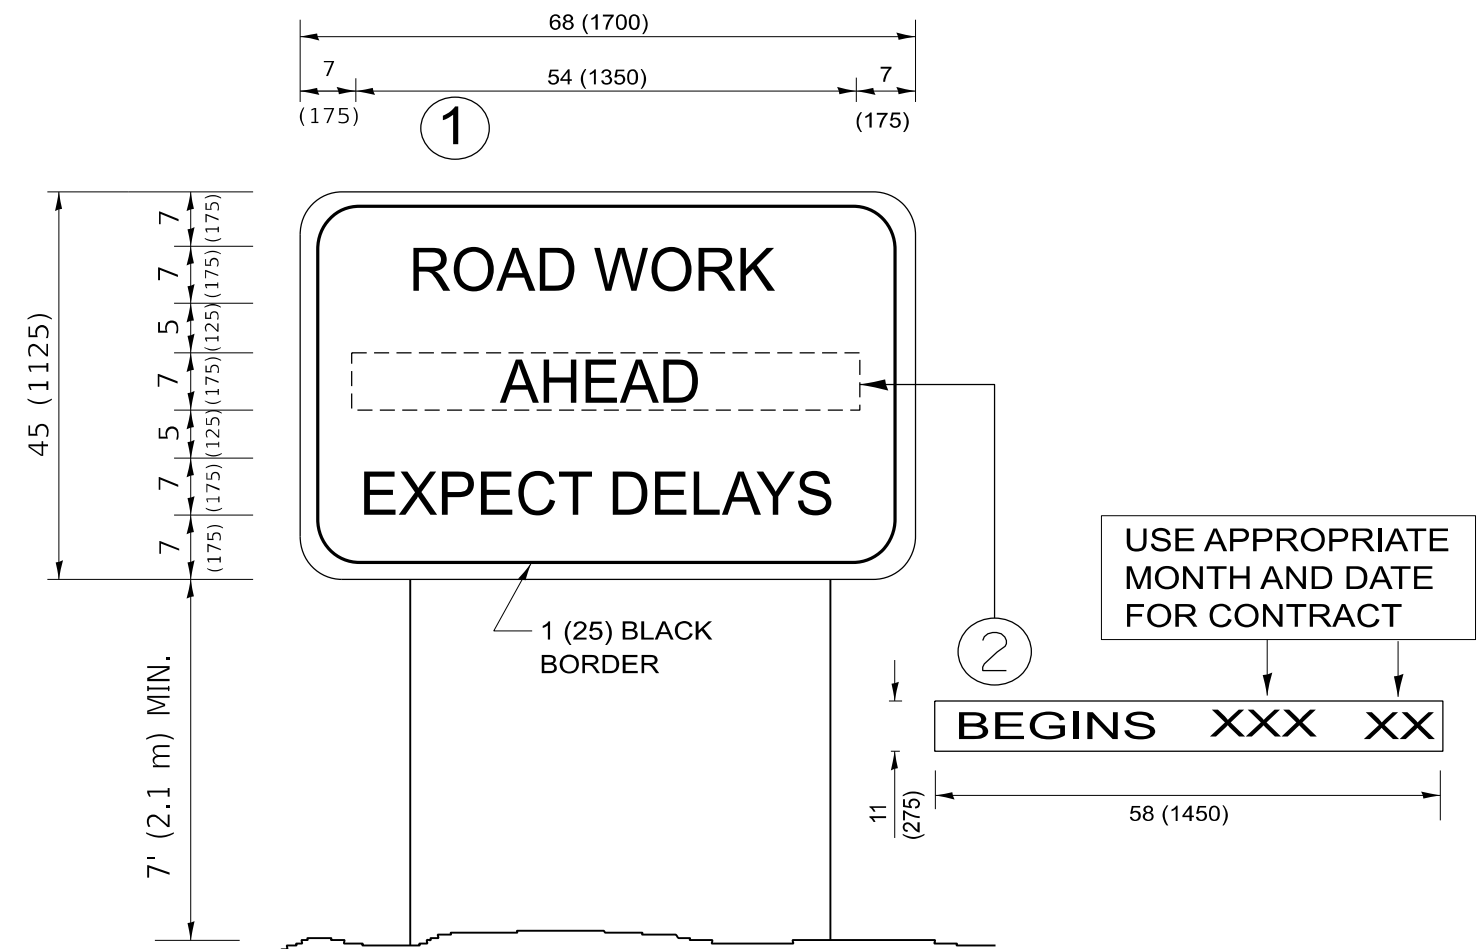 68 (1700)
7 54 (1350) 7
(175) (175)
1
45 (1125)
7 (175)
7 (175)
5 (125)
7 (175)
5 (125)
7 (175)
7 (175)
ROAD WORK
AHEAD
EXPECT DELAYS
1 (25) BLACK
BORDER
7' (2.1 m) MIN.
2
USE APPROPRIATE
MONTH AND DATE
FOR CONTRACT
BEGINS XXX XX
11
(275)
58 (1450)